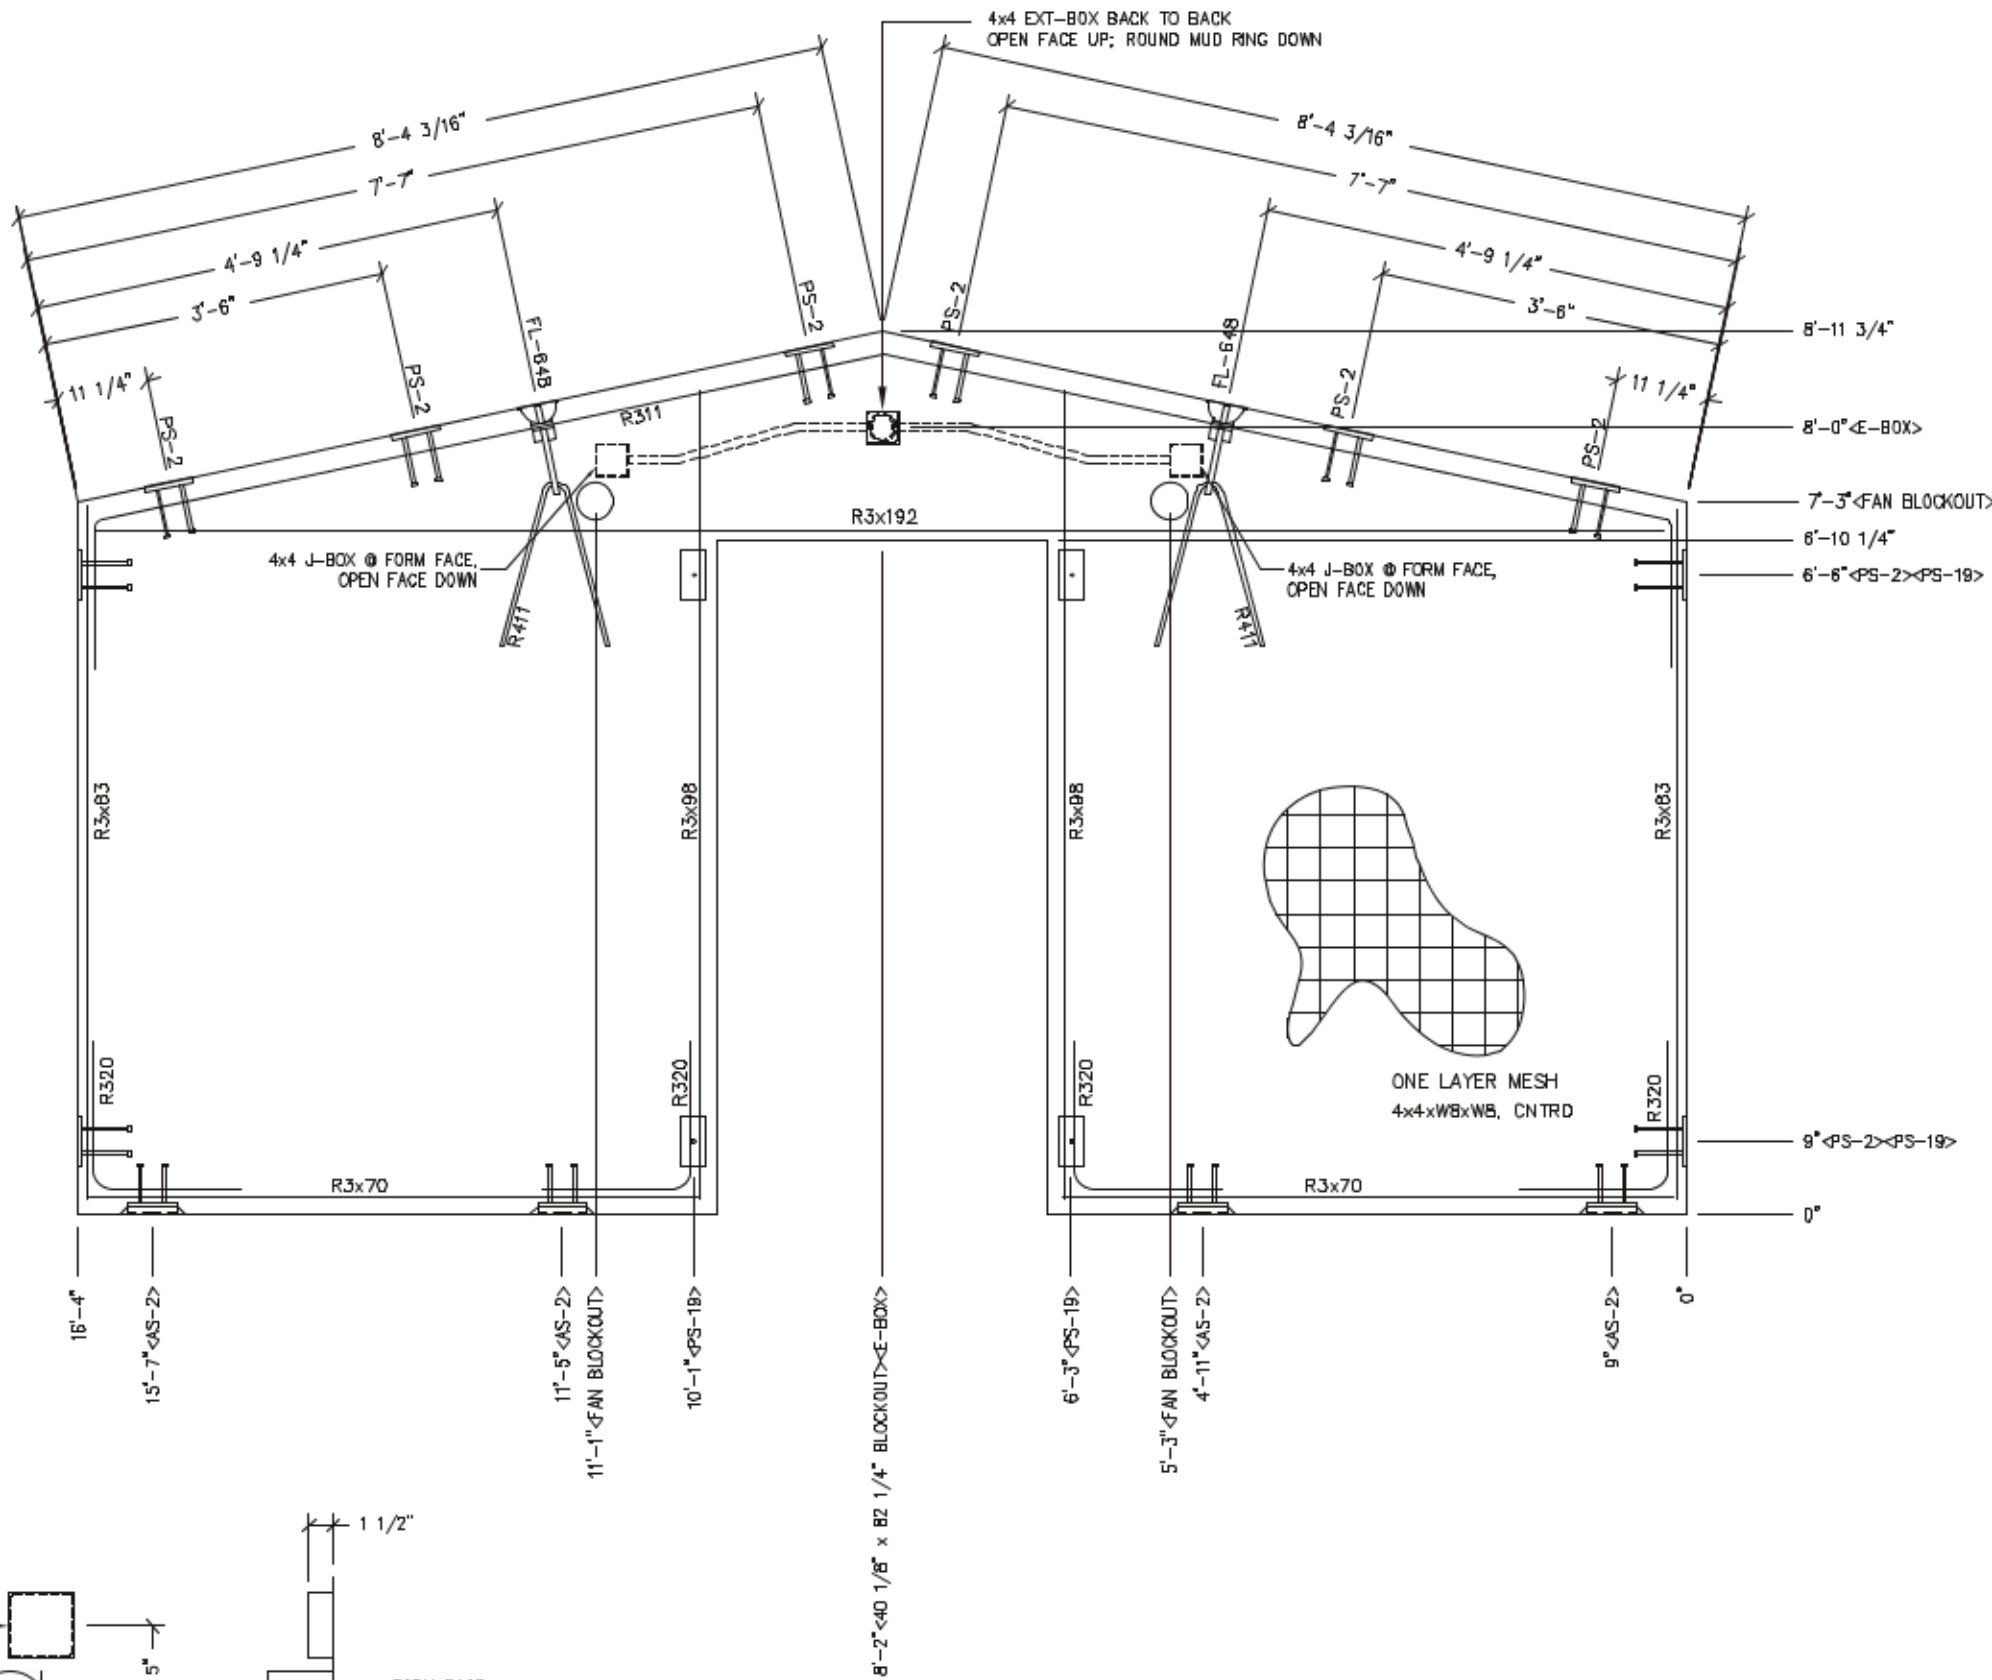 4x4 EXT-BOX BACK TO BACK
OPEN FACE UP; ROUND MUD RING DOWN
8'-4 3/16"
8'-4 3/16"
7'-7"
7'-7"
4'-9 1/4"
4'-9 1/4"
3'-6"
3'-6"
11 1/4"
11 1/4"
PS-2
PS-2
FL-648
PS-2
PS-2
FL-648
PS-2
PS-2
8'-11 3/4"
R311
8'-0"<E-BOX>
7'-3"<FAN BLOCKOUT>
R3x192
6'-10 1/4"
4x4 J-BOX @ FORM FACE,
OPEN FACE DOWN
4x4 J-BOX @ FORM FACE,
OPEN FACE DOWN
6'-6"<PS-2><PS-19>
R411
R411
R3x83
R3x98
R3x98
R3x83
R320
R320
R320
R320
ONE LAYER MESH
4x4xW8xW8, CNTRD
9"<PS-2><PS-19>
R3x70
R3x70
0"
16'-4"
15'-7"<AS-2>
11'-5"<AS-2>
11'-1"<FAN BLOCKOUT>
10'-1"<PS-19>
8'-2"<40 1/8" x 82 1/4" BLOCKOUT><E-BOX>
6'-3"<PS-19>
5'-3"<FAN BLOCKOUT>
4'-11"<AS-2>
9"<AS-2>
0"
1 1/2"
5"